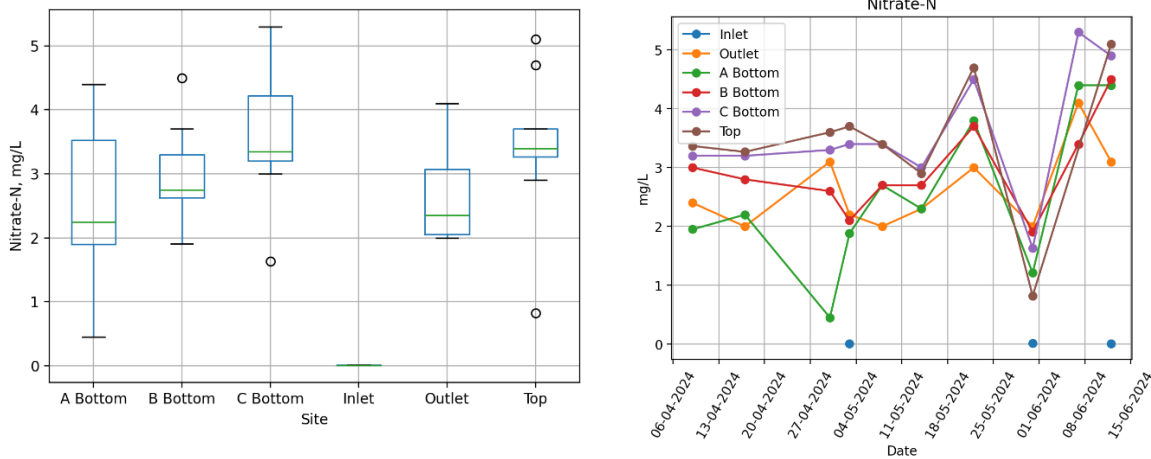 Nitrate-N, mg/L
5
4
3
2
1
0
A Bottom
B Bottom
C Bottom
Inlet
Outlet
Top
Site
Nitrate-N
mg/L
5
4
3
2
1
0
Inlet
Outlet
A Bottom
B Bottom
C Bottom
Top
06-04-2024
13-04-2024
20-04-2024
27-04-2024
04-05-2024
11-05-2024
18-05-2024
25-05-2024
01-06-2024
08-06-2024
15-06-2024
Date